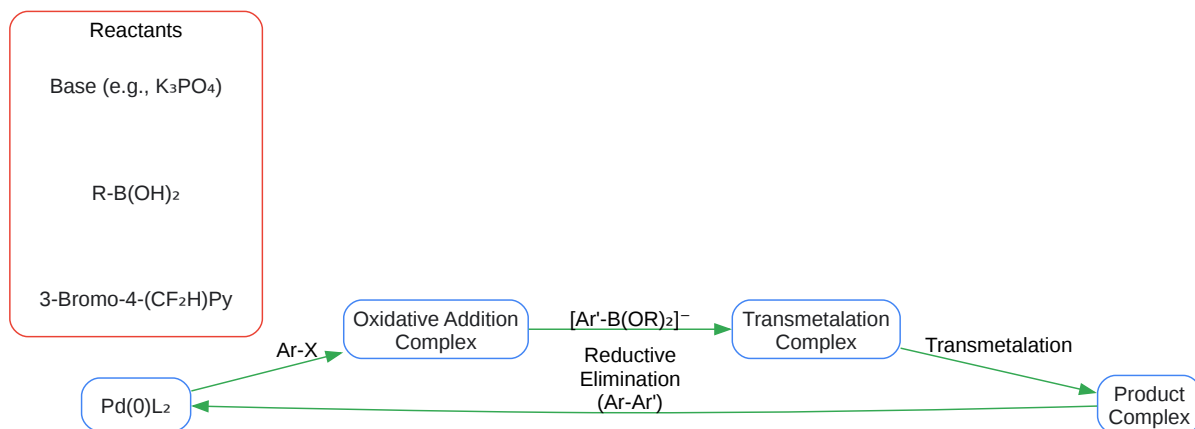 Reactants
Base (e.g., K₃PO₄)
R-B(OH)₂
3-Bromo-4-(CF₂H)Py
Pd(0)L₂
Ar-X
Oxidative Addition
Complex
[Ar'-B(OR)₂]⁻
Transmetalation
Complex
Transmetalation
Product
Complex
Reductive
Elimination
(Ar-Ar')